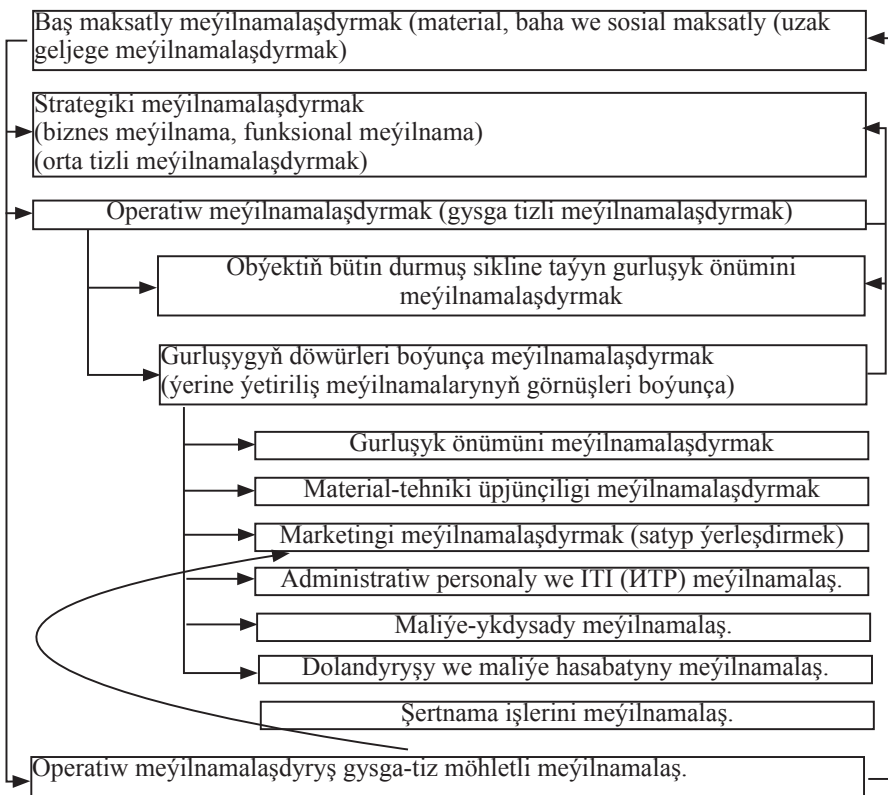 Baş maksatly meýilnamalaşdyrmak (material, baha we sosial maksatly (uzak
geljege meýilnamalaşdyrmak)
Strategiki meýilnamalaşdyrmak
(biznes meýilnama, funksional meýilnama)
(orta tizli meýilnamalaşdyrmak)
Operatiw meýilnamalaşdyrmak (gysga tizli meýilnamalaşdyrmak)
Obýektiň bütin durmuş sikline taýyn gurluşyk önümini
meýilnamalaşdyrmak
Gurluşygyň döwürleri boýunça meýilnamalaşdyrmak
(ýerine ýetiriliş meýilnamalarynyň görnüşleri boýunça)
Gurluşyk önümüni meýilnamalaşdyrmak
Material-tehniki üpjünçiligi meýilnamalaşdyrmak
Marketingi meýilnamalaşdyrmak (satyp ýerleşdirmek)
Administratiw personaly we ITI (ИТР) meýilnamalaş.
Maliýe-ykdysady meýilnamalaş.
Dolandyryşy we maliýe hasabatyny meýilnamalaş.
Şertnama işlerini meýilnamalaş.
Operatiw meýilnamalaşdyryş gysga-tiz möhletli meýilnamalaş.